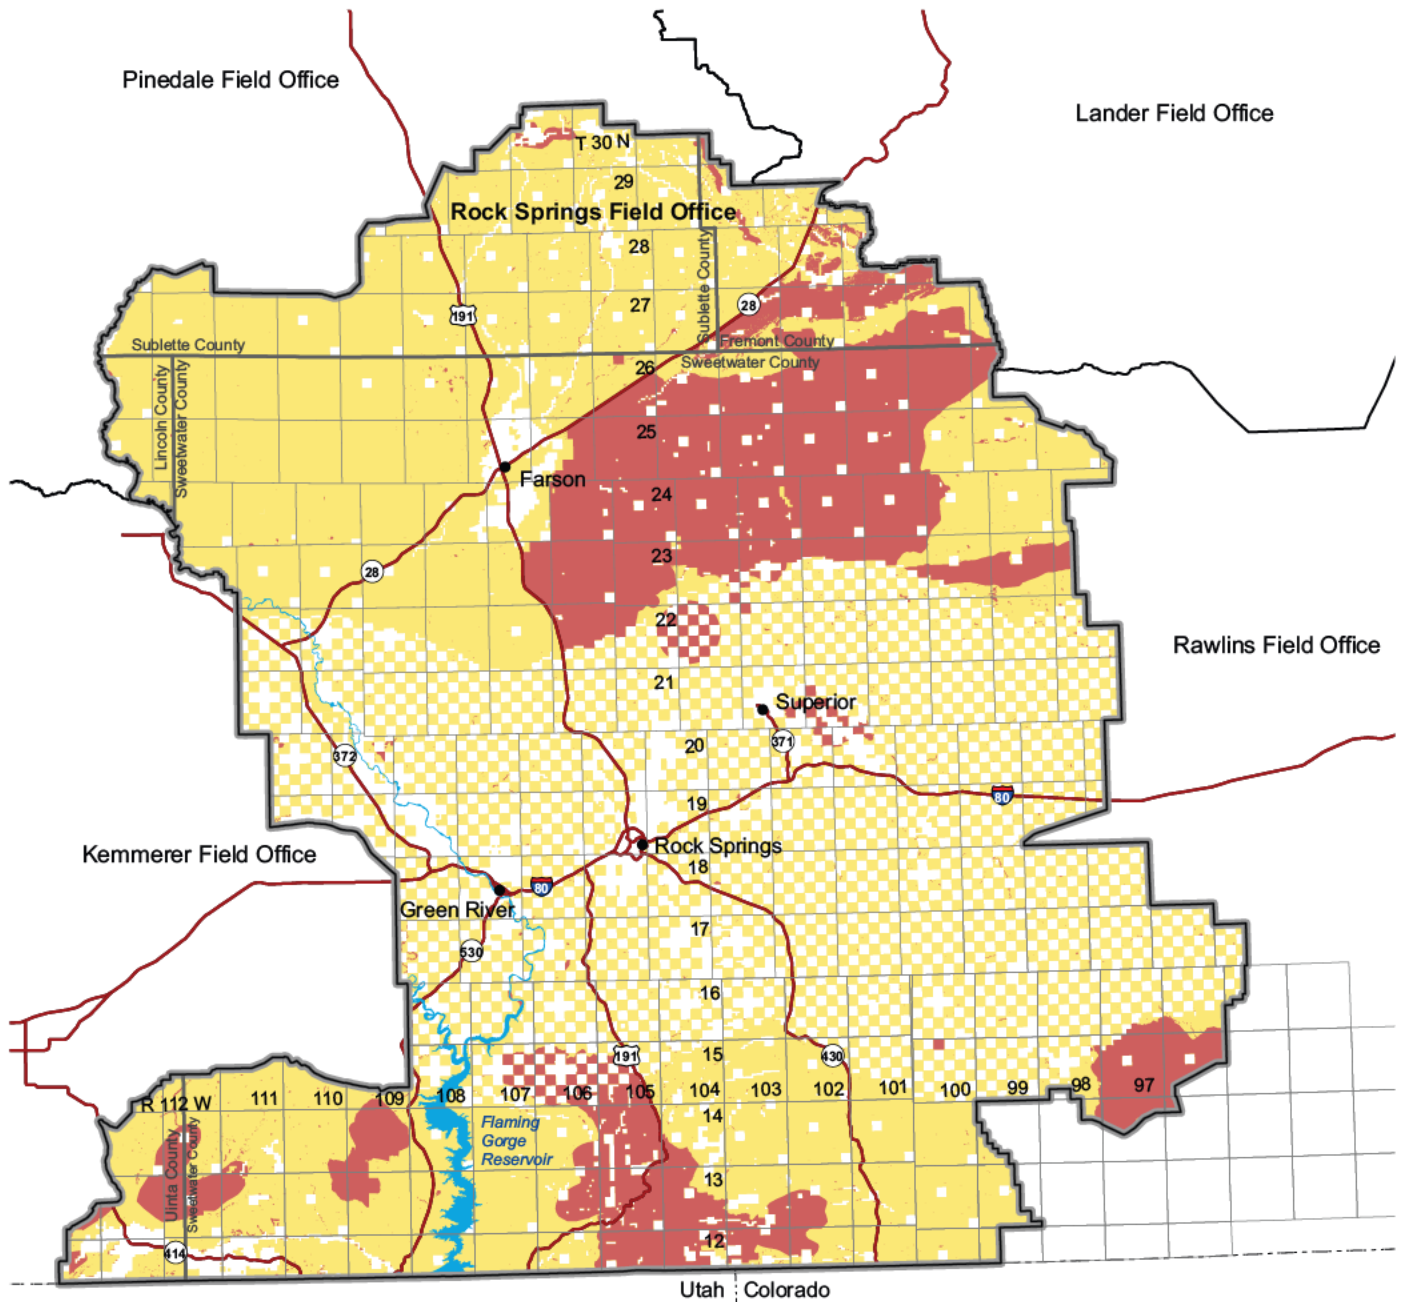 Pinedale Field Office
Lander Field Office
T 30 N
29
Rock Springs Field Office
28
Sublette County
27
28
191
Fremont County
Sublette County
Sweetwater County
26
Lincoln County
Sweetwater County
25
Farson
24
23
28
22
Rawlins Field Office
21
Superior
371
20
372
19
80
Rock Springs
Kemmerer Field Office
18
80
Green River
17
530
16
15
191
430
R 112 W
111
110
109
108
107
106
105
104
103
102
101
100
99
98
97
14
Flaming
Gorge
Reservoir
Uinta County
Sweetwater County
13
12
414
Utah
Colorado